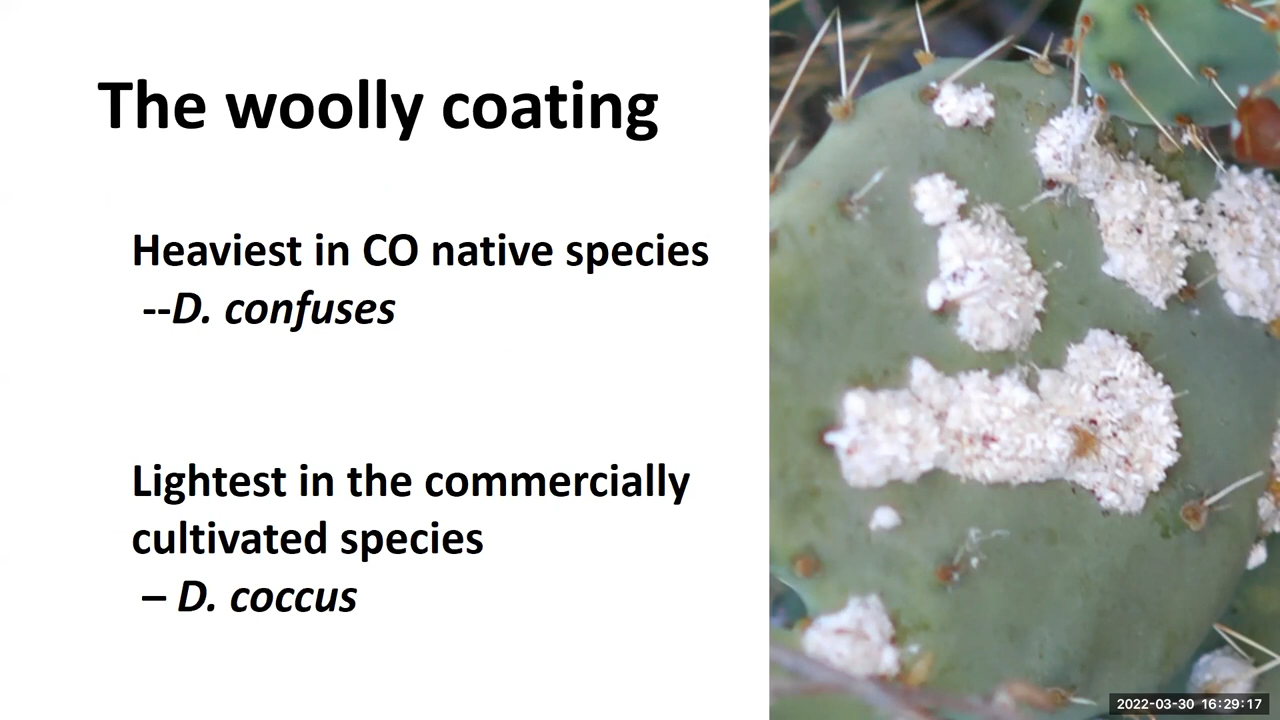 The woolly coating
Heaviest in CO native species
--D. confuses
Lightest in the commercially
cultivated species
– D. coccus
2022-03-30 16:29:17